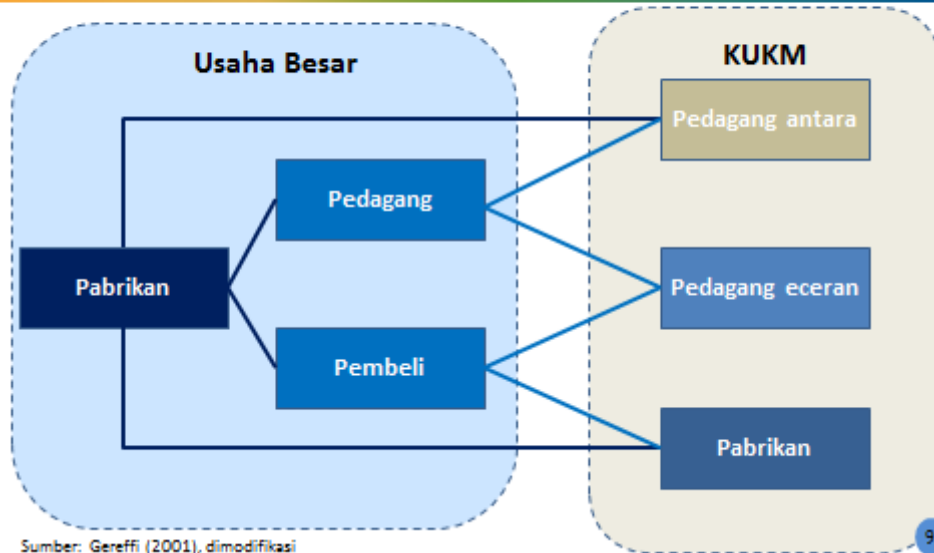 Usaha Besar
KUKM
Pedagang antara
Pedagang
Pabrikan
Pedagang eceran
Pembeli
Pabrikan
Sumber: Gereffi (2001), dimodifikasi
9